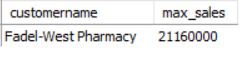 customername max_sales
Fadel-West Pharmacy 21160000